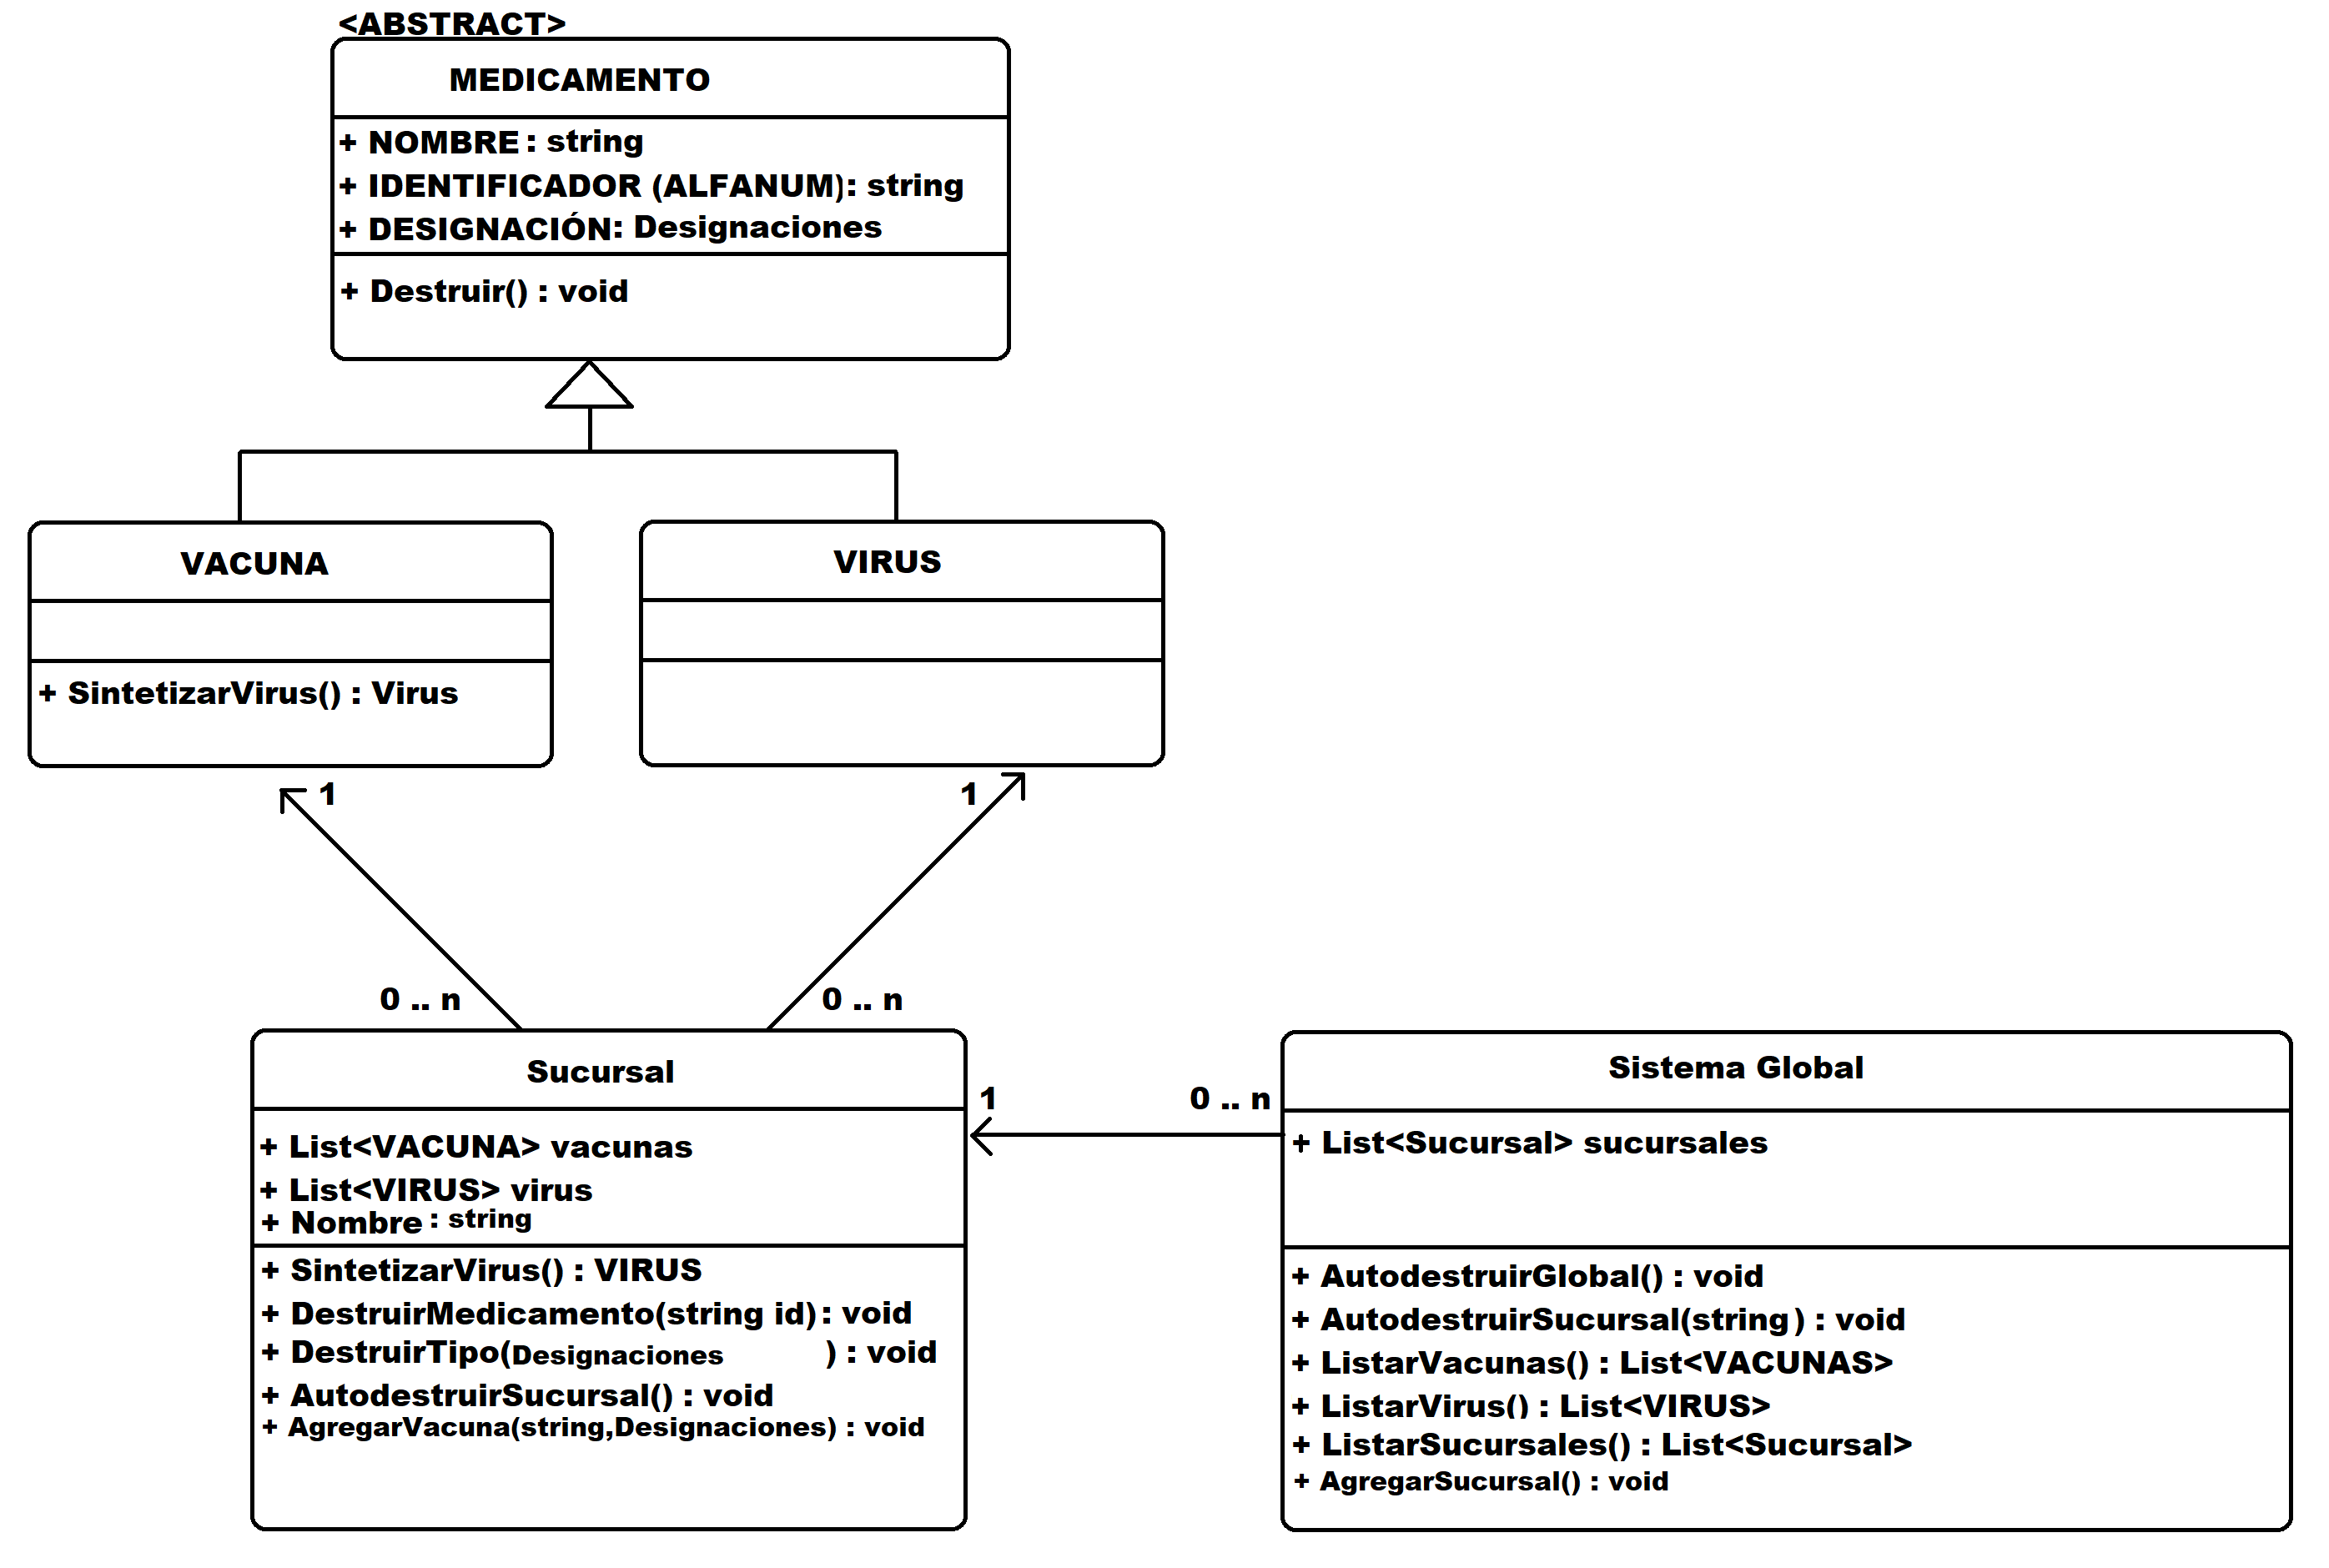 <ABSTRACT>
MEDICAMENTO
+ NOMBRE : string
+ IDENTIFICADOR (ALFANUM): string
+ DESIGNACIÓN: Designaciones
+ Destruir() : void
VACUNA
+ SintetizarVirus() : Virus
VIRUS
1
1
0 .. n
0 .. n
Sucursal
+ List<VACUNA> vacunas
+ List<VIRUS> virus
+ Nombre : string
+ SintetizarVirus() : VIRUS
+ DestruirMedicamento(string id) : void
+ DestruirTipo(Designaciones ) : void
+ AutodestruirSucursal() : void
+ AgregarVacuna(string,Designaciones) : void
1
0 .. n
Sistema Global
+ List<Sucursal> sucursales
+ AutodestruirGlobal() : void
+ AutodestruirSucursal(string) : void
+ ListarVacunas() : List<VACUNAS>
+ ListarVirus() : List<VIRUS>
+ ListarSucursales() : List<Sucursal>
+ AgregarSucursal() : void